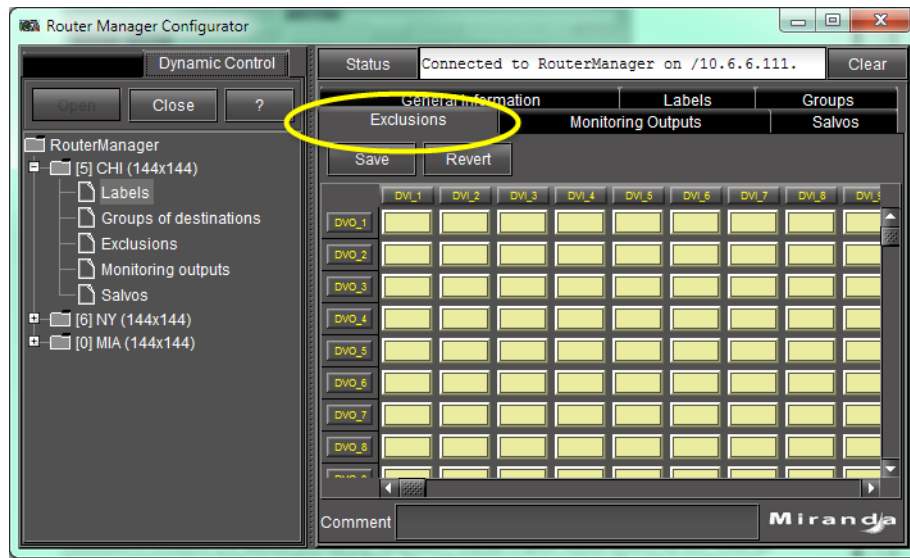 Router Manager Configurator
Dynamic Control
Status Connected to RouterManager on /10.6.6.111. Clear
Open Close ?
General Information Labels Groups
Exclusions Monitoring Outputs Salvos
Save Revert
RouterManager
[5] CHI (144x144)
Labels
Groups of destinations
Exclusions
Monitoring outputs
Salvos
[6] NY (144x144)
[0] MIA (144x144)
DVI_1 DVI_2 DVI_3 DVI_4 DVI_5 DVI_6 DVI_7 DVI_8
DVO_1
DVO_2
DVO_3
DVO_4
DVO_5
DVO_6
DVO_7
DVO_8
Comment
Miranda